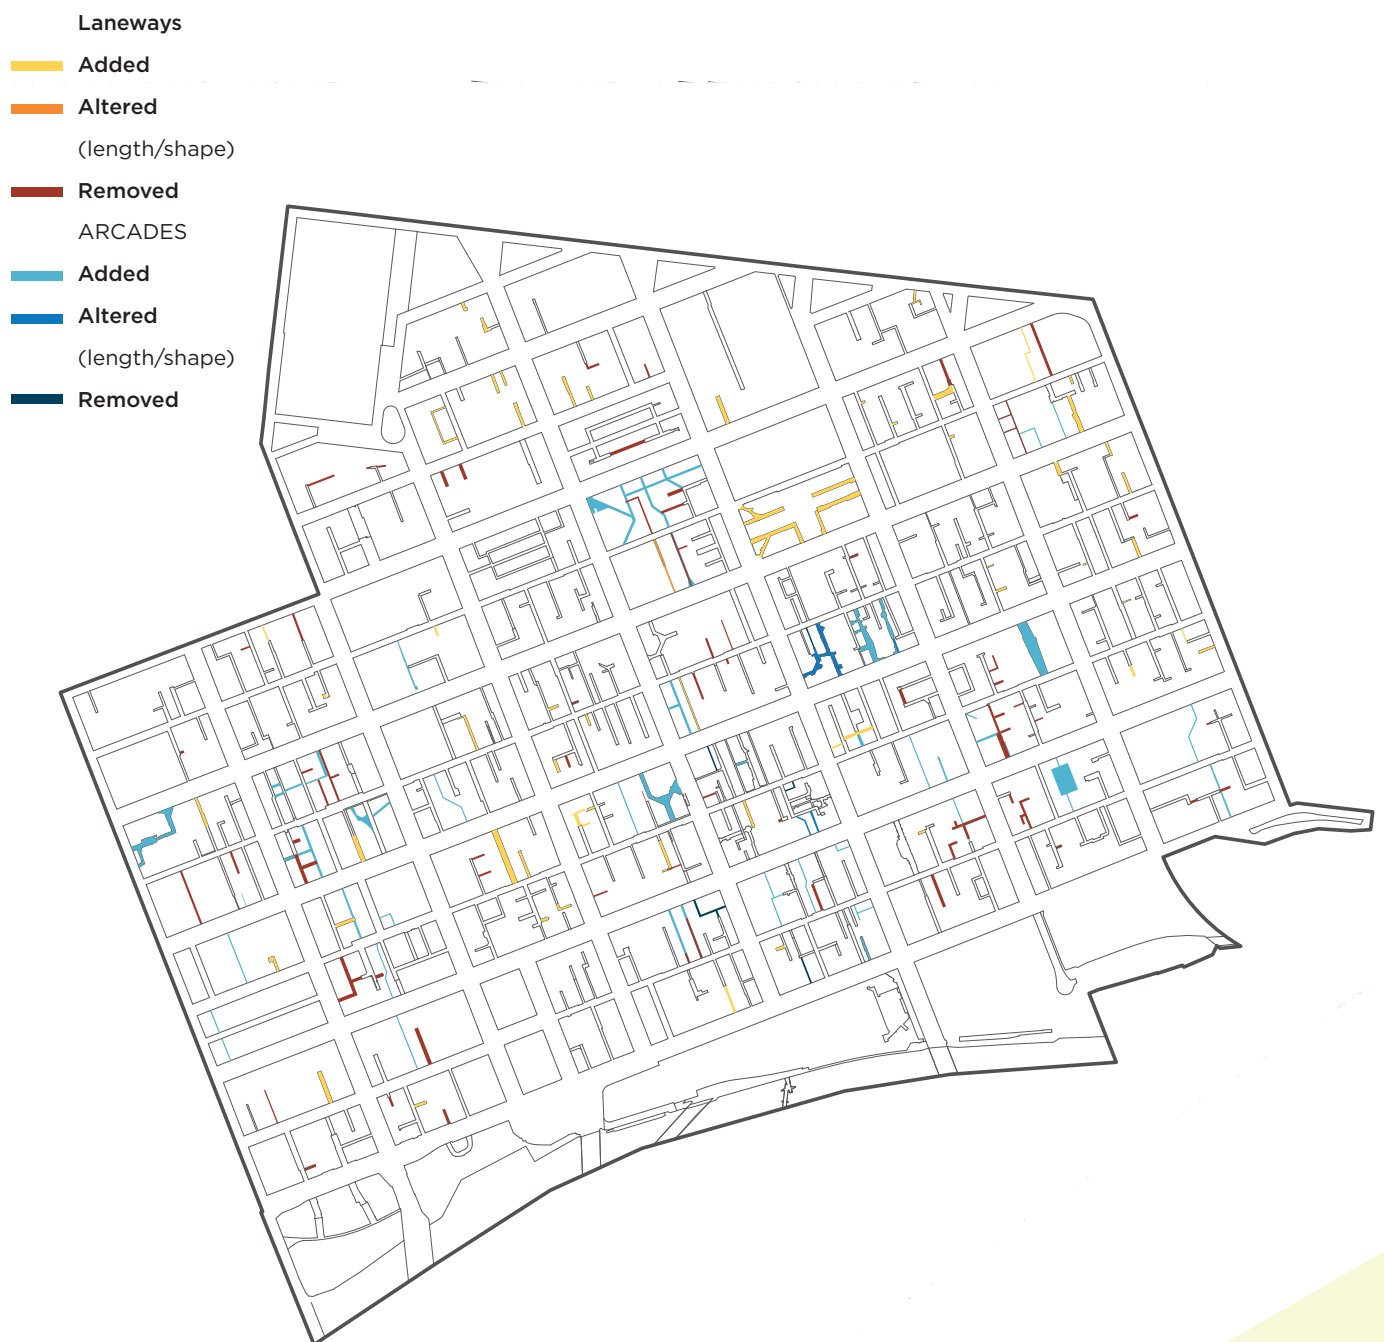 Laneways
Added
Altered
(length/shape)
Removed
ARCADES
Added
Altered
(length/shape)
Removed